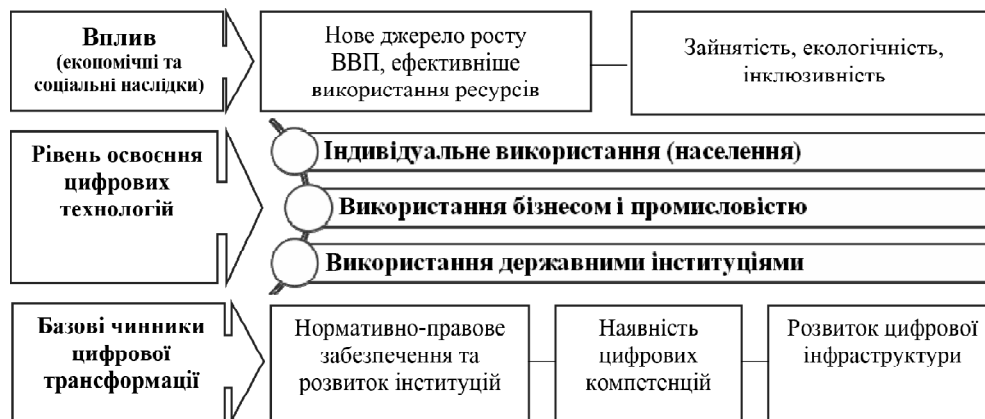 Вплив
(економічні та
соціальні наслідки)
Нове джерело росту
ВВП, ефективніше
використання ресурсів
Зайнятість, екологічність,
інклюзивність
Рівень освоєння
цифрових
технологій
Індивідуальне використання (населення)
Використання бізнесом і промисловістю
Використання державними інституціями
Базові чинники
цифрової
трансформації
Нормативно-правове
забезпечення та
розвиток інституцій
Наявність
цифрових
компетенцій
Розвиток цифрової
інфраструктури